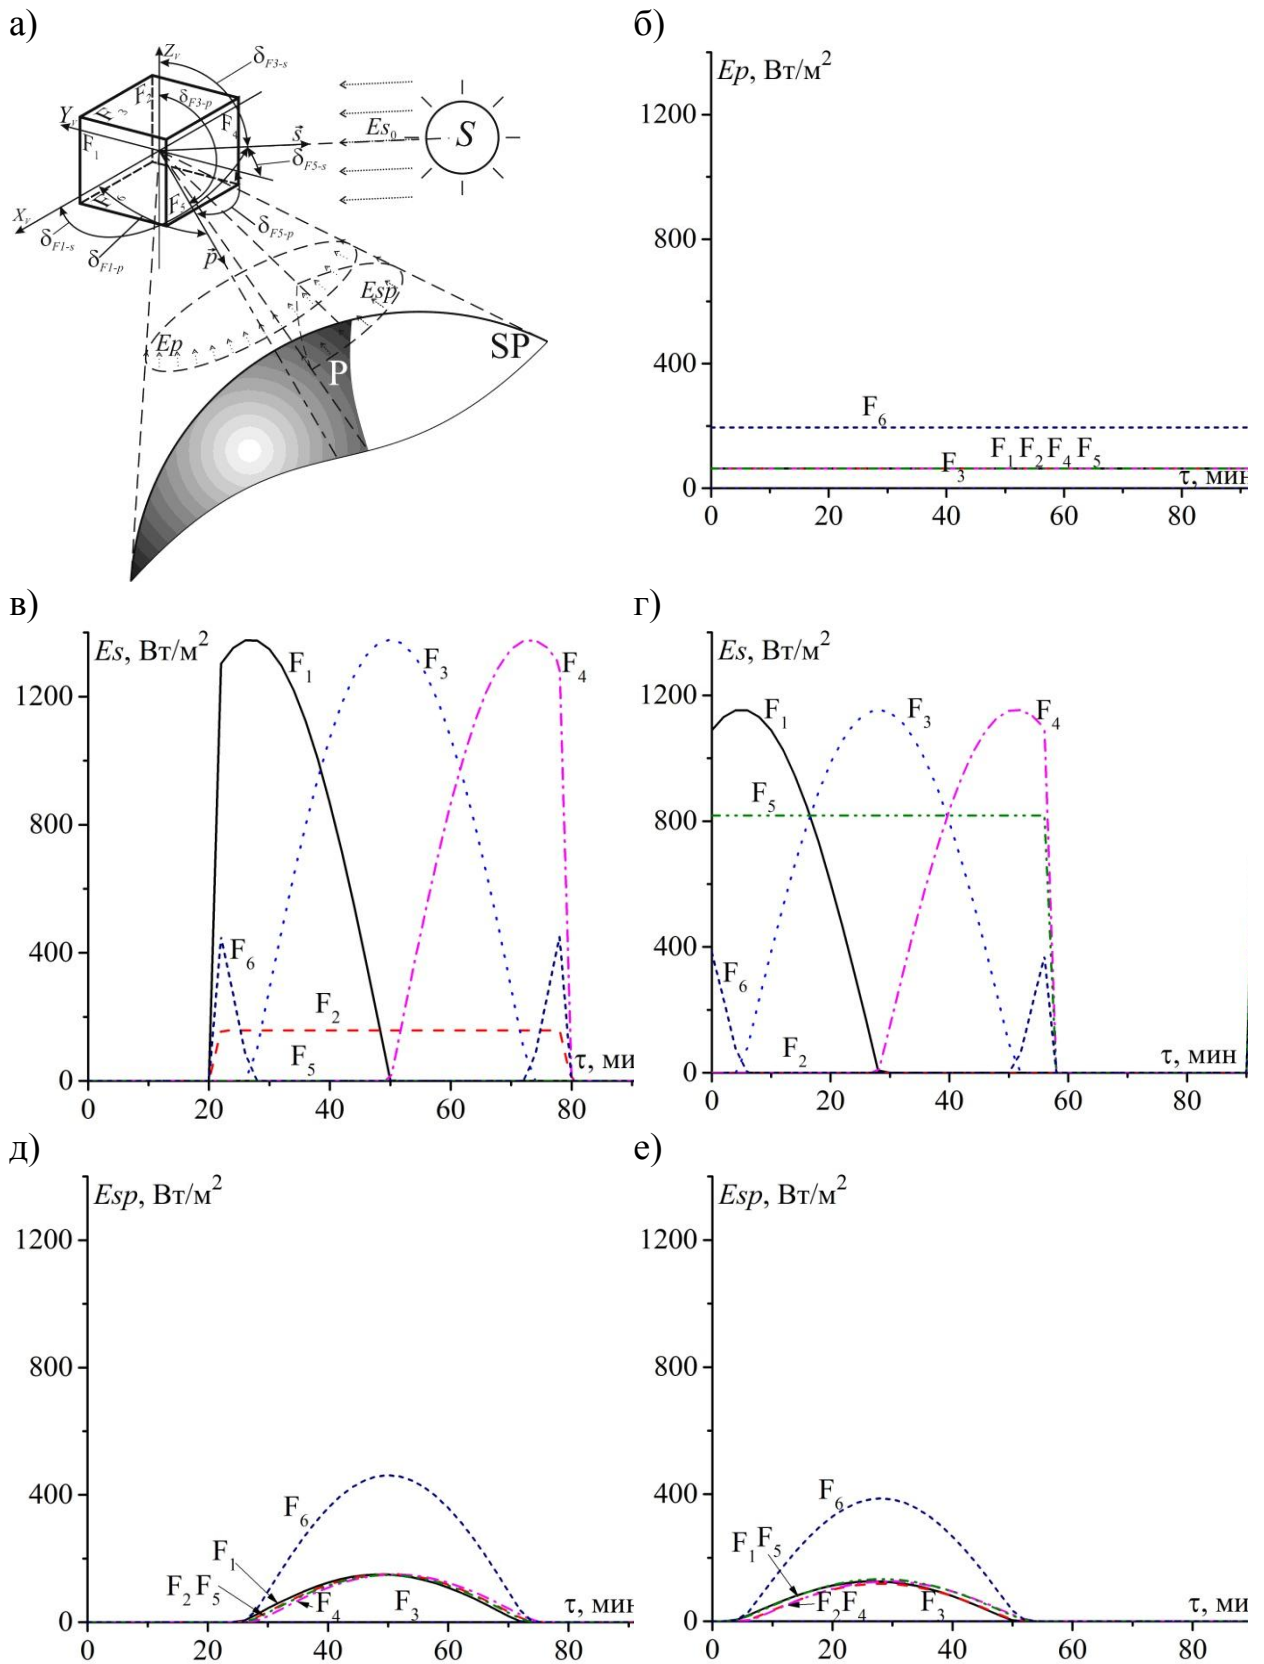 а)
Zᵥ
δF3-s
F₂
F₃
δF3-p
Yᵥ
F₄
F₁
s⃗
Es₀
S
δF5-s
F₅
F₆
Xᵥ
δF1-s
δF1-p
δF5-p
p⃗
Esp
Ep
P
SP
б)
Ep, Вт/м²
1200
800
400
0
F₆
F₁ F₂ F₄ F₅
F₃
τ, мин
0 20 40 60 80
в)
Es, Вт/м²
1200
800
400
0
F₁
F₃
F₄
F₆
F₂
F₅
τ, ми
0 20 40 60 80
г)
Es, Вт/м²
1200
800
400
0
F₁
F₃
F₄
F₅
F₆
F₂
τ, мин
0 20 40 60 80
д)
Esp, Вт/м²
1200
800
400
0
F₆
F₁
F₂ F₅
F₄
F₃
τ, мин
0 20 40 60 80
е)
Esp, Вт/м²
1200
800
400
0
F₆
F₁ F₅
F₂ F₄
F₃
τ, ми
0 20 40 60 80